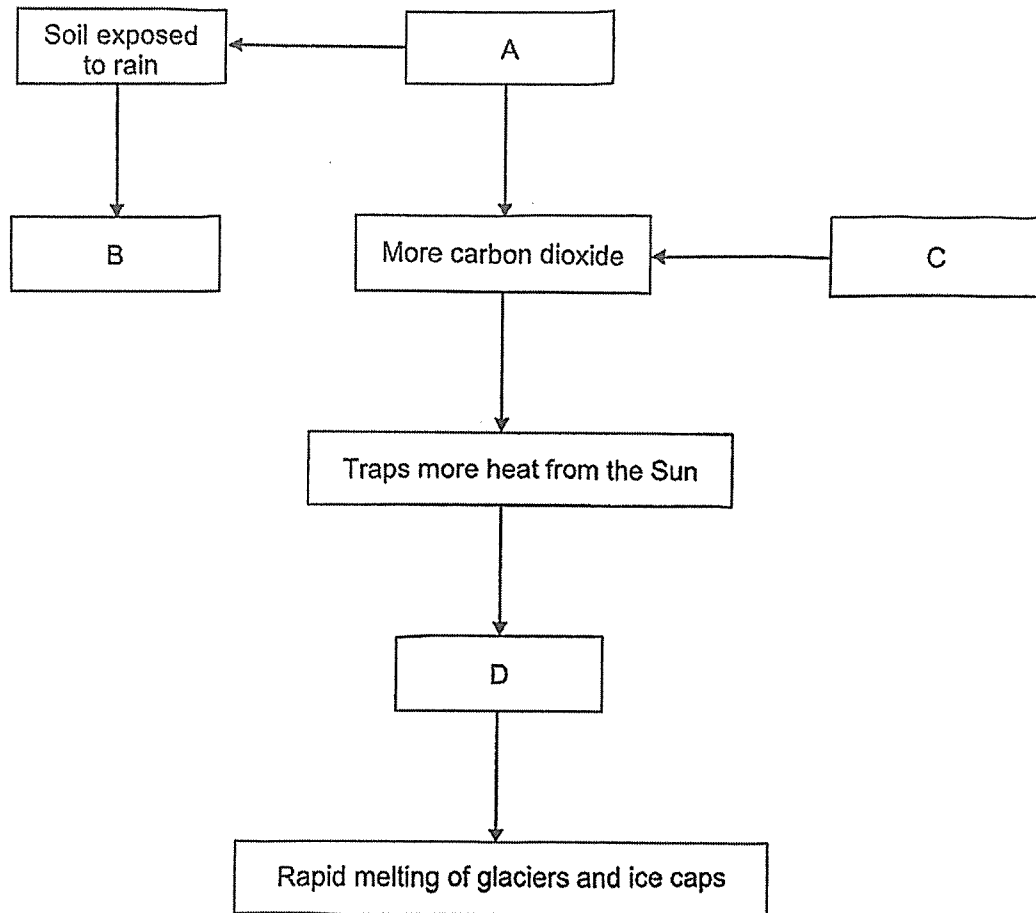 Soil exposed
to rain
A
B
More carbon dioxide
C
Traps more heat from the Sun
D
Rapid melting of glaciers and ice caps